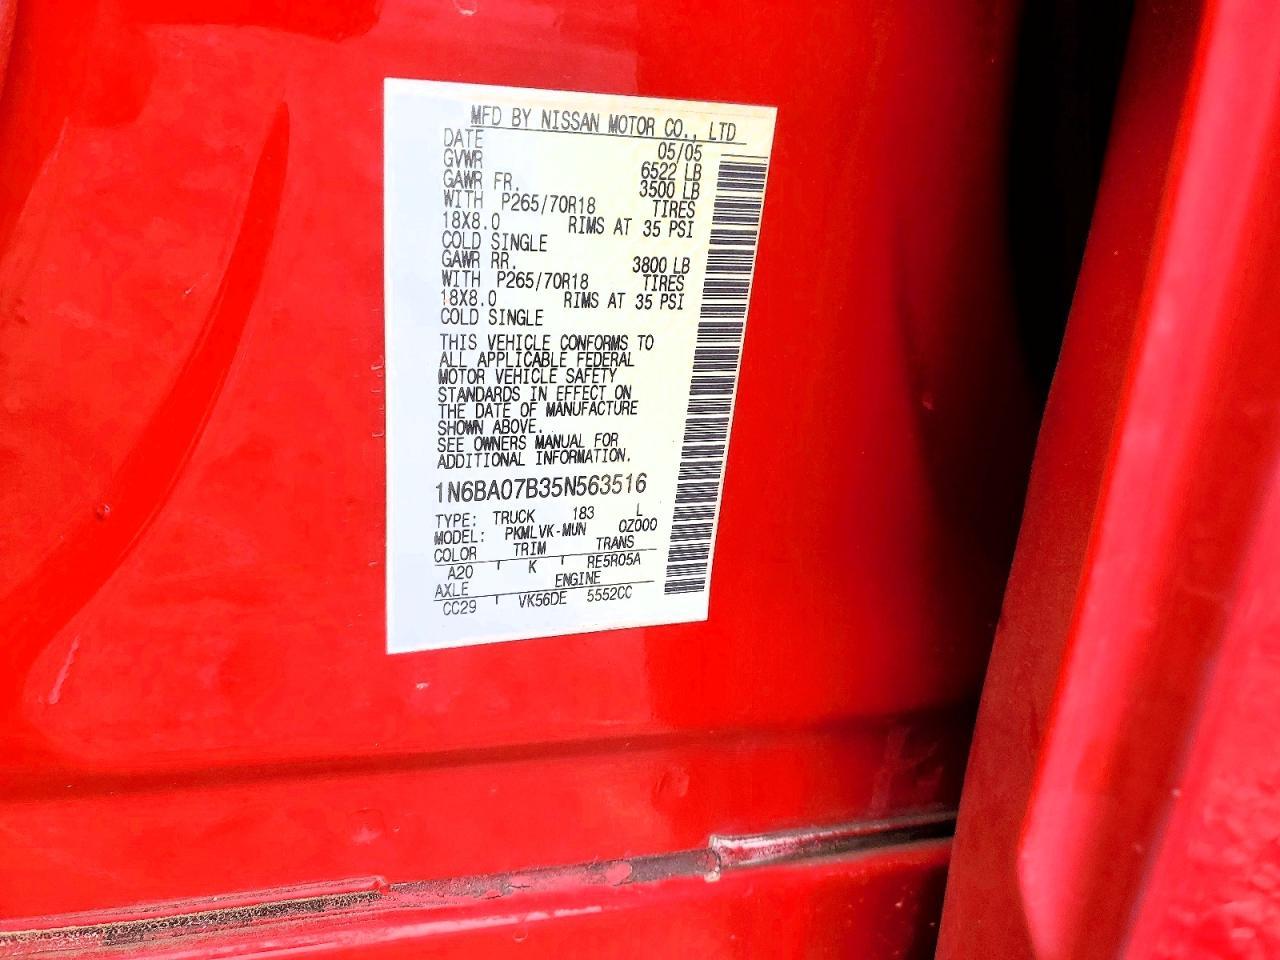 MFD BY NISSAN MOTOR CO., LTD
DATE 05/05
GVWR 6522 LB
GAWR FR. 3500 LB
WITH P265/70R18 TIRES
18X8.0 RIMS AT 35 PSI
COLD SINGLE
GAWR RR. 3800 LB
WITH P265/70R18 TIRES
18X8.0 RIMS AT 35 PSI
COLD SINGLE
THIS VEHICLE CONFORMS TO
ALL APPLICABLE FEDERAL
MOTOR VEHICLE SAFETY
STANDARDS IN EFFECT ON
THE DATE OF MANUFACTURE
SHOWN ABOVE.
SEE OWNERS MANUAL FOR
ADDITIONAL INFORMATION.
1N6BA07B35N563516
TYPE: TRUCK 183 L
MODEL: PKMLVK-MUN 0Z000
COLOR TRIM TRANS
A20 K RE5R05A
AXLE ENGINE
CC29 VK56DE 5552CC